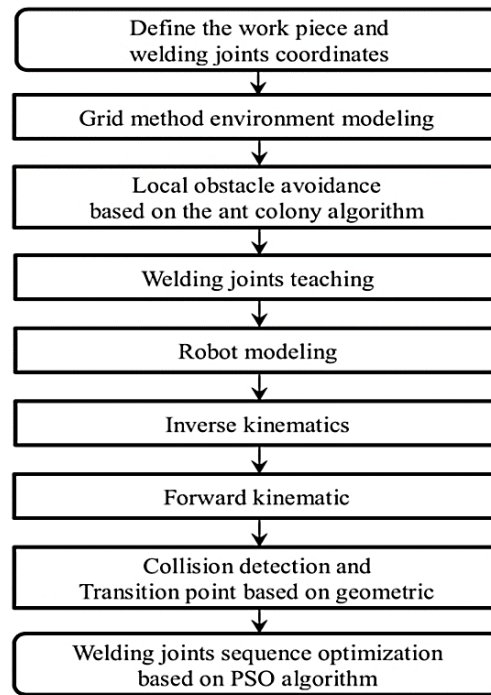 Define the work piece and
welding joints coordinates
Grid method environment modeling
Local obstacle avoidance
based on the ant colony algorithm
Welding joints teaching
Robot modeling
Inverse kinematics
Forward kinematic
Collision detection and
Transition point based on geometric
Welding joints sequence optimization
based on PSO algorithm